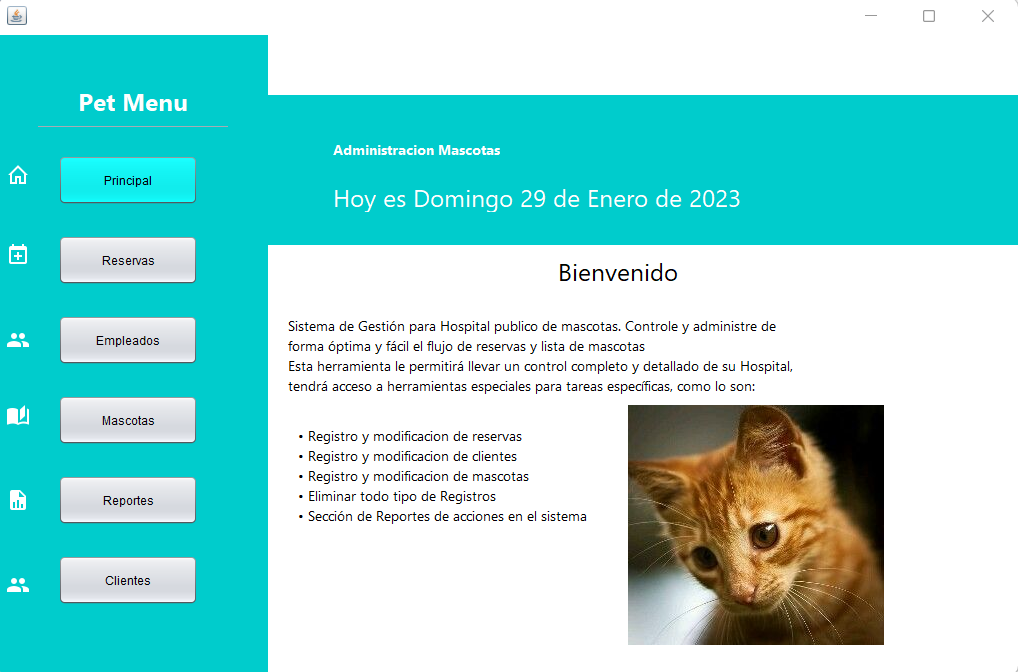 Pet Menu
Principal
Reservas
Empleados
Mascotas
Reportes
Clientes
Administracion Mascotas
Hoy es Domingo 29 de Enero de 2023
Bienvenido
Sistema de Gestión para Hospital publico de mascotas. Controle y administre de
forma óptima y fácil el flujo de reservas y lista de mascotas
Esta herramienta le permitirá llevar un control completo y detallado de su Hospital,
tendrá acceso a herramientas especiales para tareas específicas, como lo son:
• Registro y modificacion de reservas
• Registro y modificacion de clientes
• Registro y modificacion de mascotas
• Eliminar todo tipo de Registros
• Sección de Reportes de acciones en el sistema